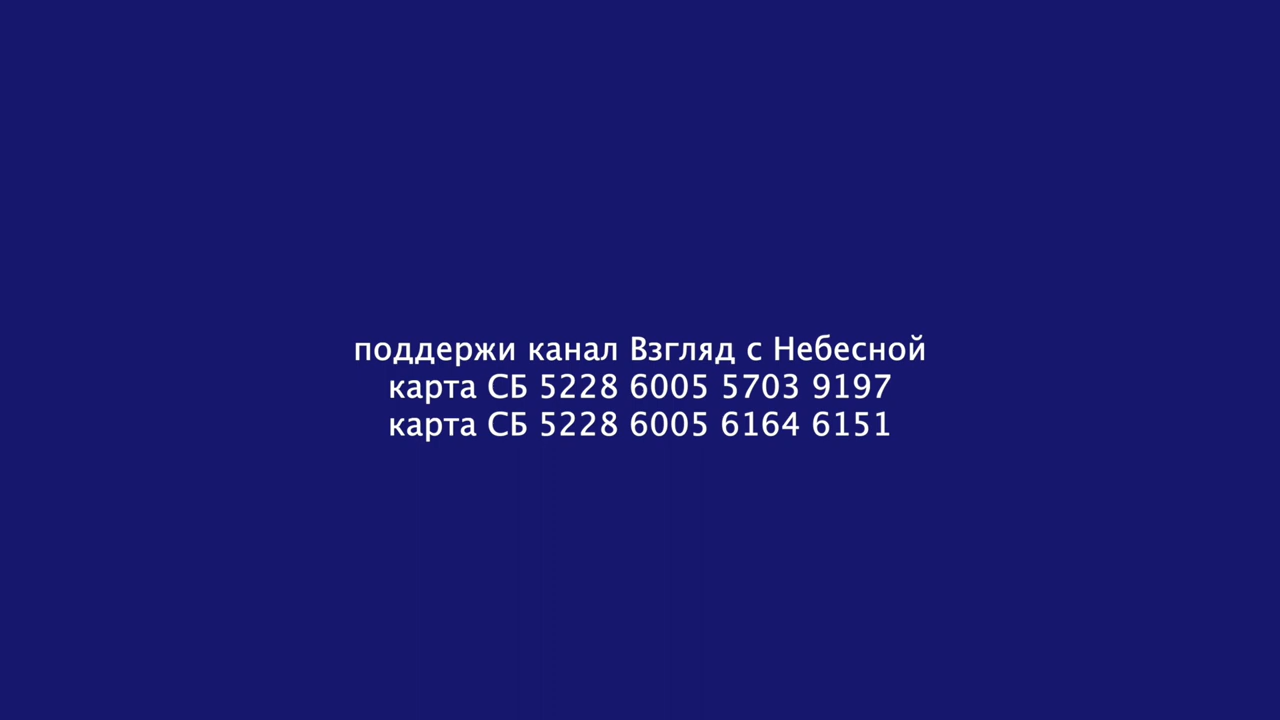 поддержи канал Взгляд с Небесной
карта СБ 5228 6005 5703 9197
карта СБ 5228 6005 6164 6151